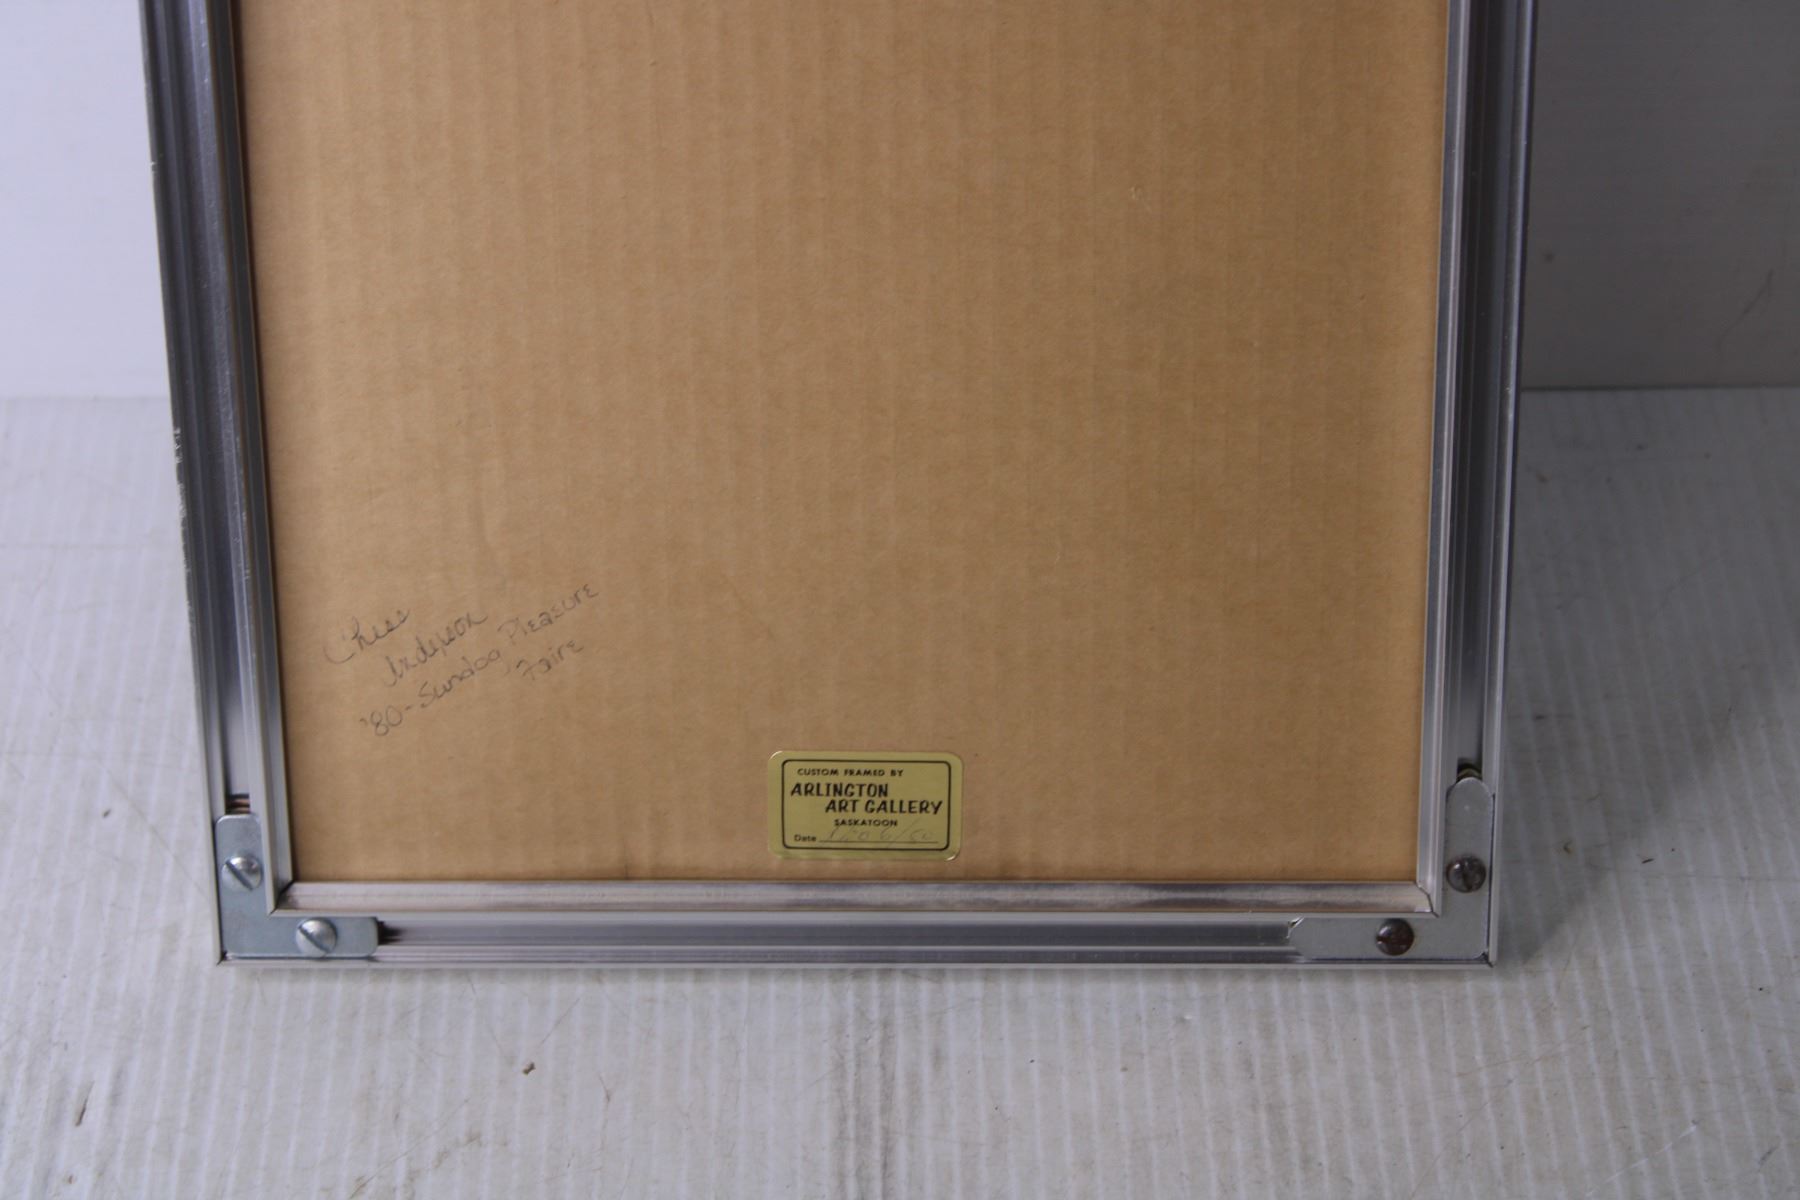 Chess
Anderson
'80 - Sundog Pleasure
Faire
CUSTOM FRAMED BY
ARLINGTON
ART GALLERY
SASKATOON
Date